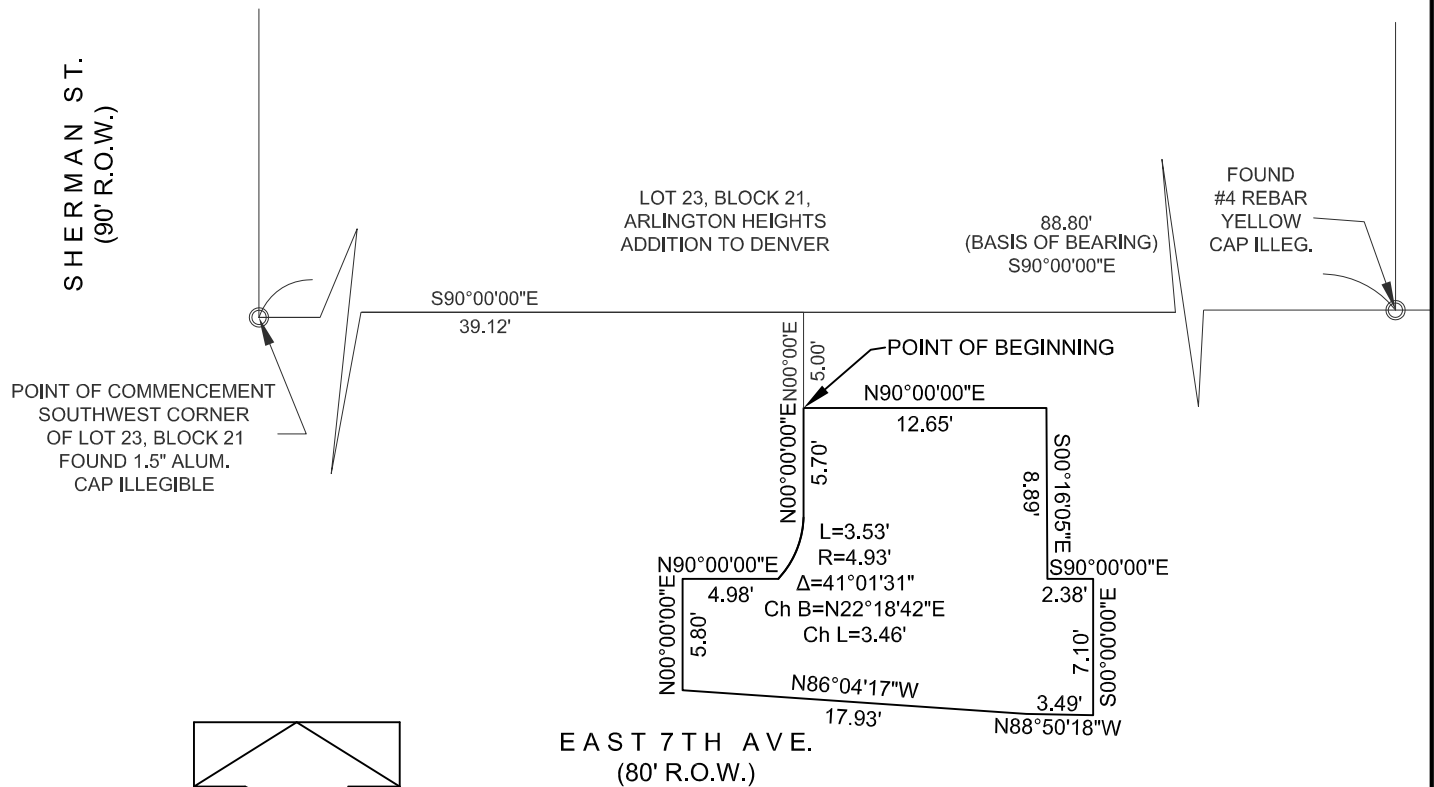 SHERMAN ST.
(90' R.O.W.)
LOT 23, BLOCK 21,
ARLINGTON HEIGHTS
ADDITION TO DENVER
88.80'
(BASIS OF BEARING)
S90°00'00"E
FOUND
#4 REBAR
YELLOW
CAP ILLEG.
S90°00'00"E
39.12'
POINT OF COMMENCEMENT
SOUTHWEST CORNER
OF LOT 23, BLOCK 21
FOUND 1.5" ALUM.
CAP ILLEGIBLE
N00°00'00'E
5.00'
POINT OF BEGINNING
N90°00'00"E
12.65'
N00°00'00"E
5.70'
S00°16'05"E
8.89'
L=3.53'
R=4.93'
Δ=41°01'31"
Ch B=N22°18'42"E
Ch L=3.46'
N90°00'00"E
4.98'
S90°00'00"E
2.38'
N00°00'00"E
5.80'
S00°00'00"E
7.10'
N86°04'17"W
17.93'
3.49'
N88°50'18"W
EAST 7TH AVE.
(80' R.O.W.)